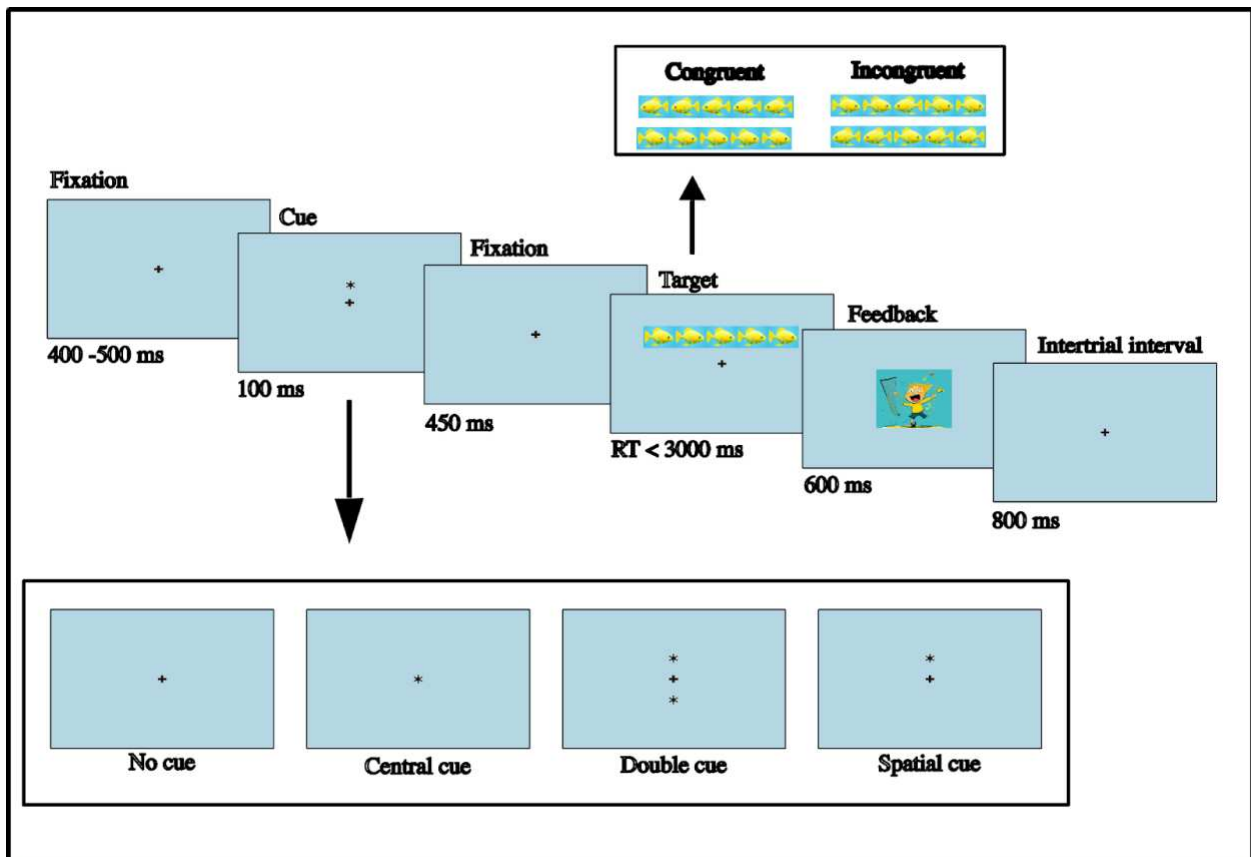 Congruent
Incongruent
Fixation
Cue
Fixation
Target
Feedback
Intertrial interval
400 -500 ms
100 ms
450 ms
RT < 3000 ms
600 ms
800 ms
No cue
Central cue
Double cue
Spatial cue